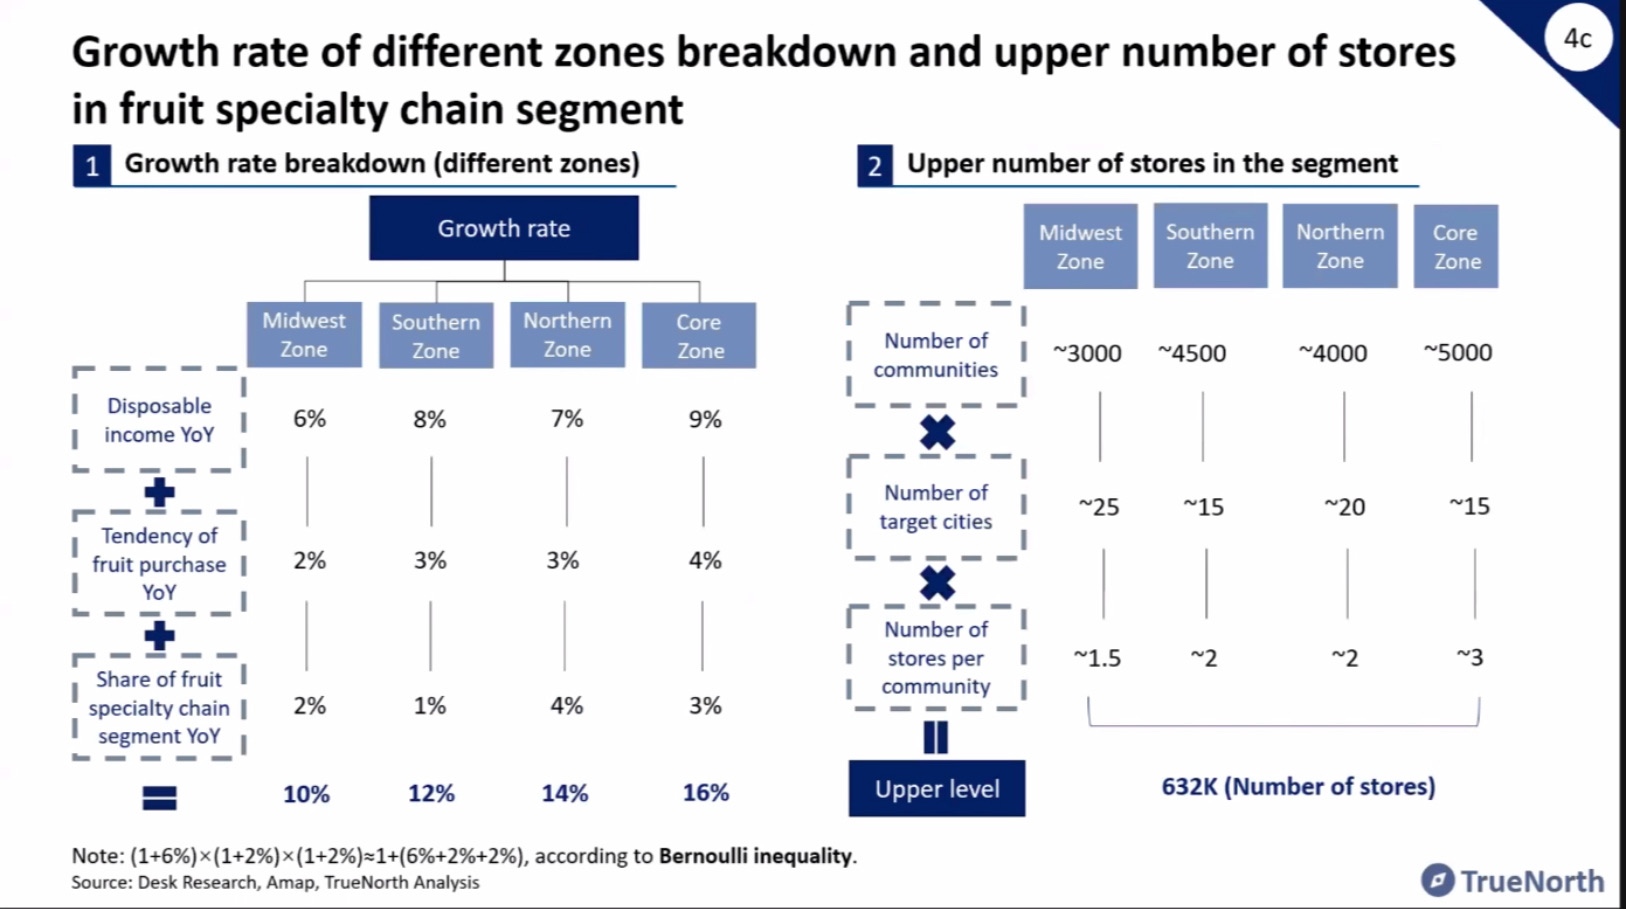 4c
Growth rate of different zones breakdown and upper number of stores
in fruit specialty chain segment
1 Growth rate breakdown (different zones)
Growth rate
Midwest Zone
Southern Zone
Northern Zone
Core Zone
Disposable
income YoY
6% 8% 7% 9%
Tendency of
fruit purchase
YoY
2% 3% 3% 4%
Share of fruit
specialty chain
segment YoY
2% 1% 4% 3%
10% 12% 14% 16%
2 Upper number of stores in the segment
Midwest Zone
Southern Zone
Northern Zone
Core Zone
Number of
communities
~3000 ~4500 ~4000 ~5000
Number of
target cities
~25 ~15 ~20 ~15
Number of
stores per
community
~1.5 ~2 ~2 ~3
Upper level
632K (Number of stores)
Note: (1+6%)×(1+2%)×(1+2%)≈1+(6%+2%+2%), according to Bernoulli inequality.
Source: Desk Research, Amap, TrueNorth Analysis
TrueNorth